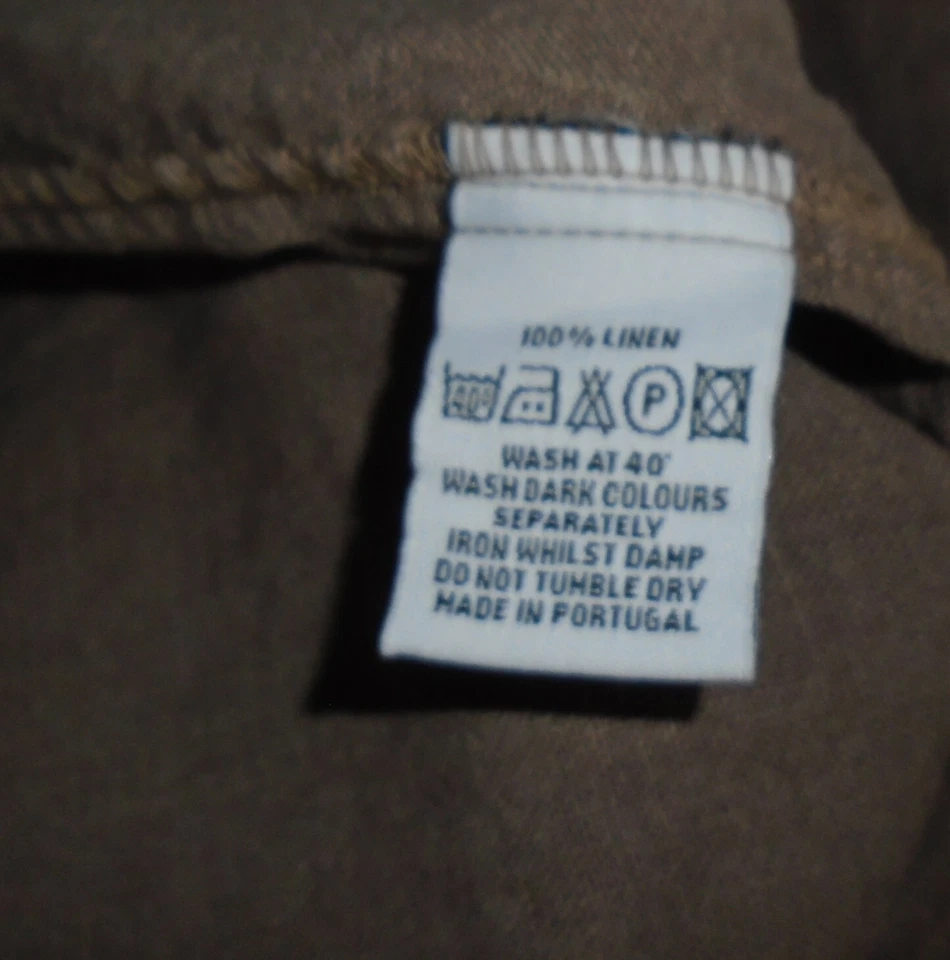 100% LINEN
40° P
WASH AT 40°
WASH DARK COLOURS
SEPARATELY
IRON WHILST DAMP
DO NOT TUMBLE DRY
MADE IN PORTUGAL